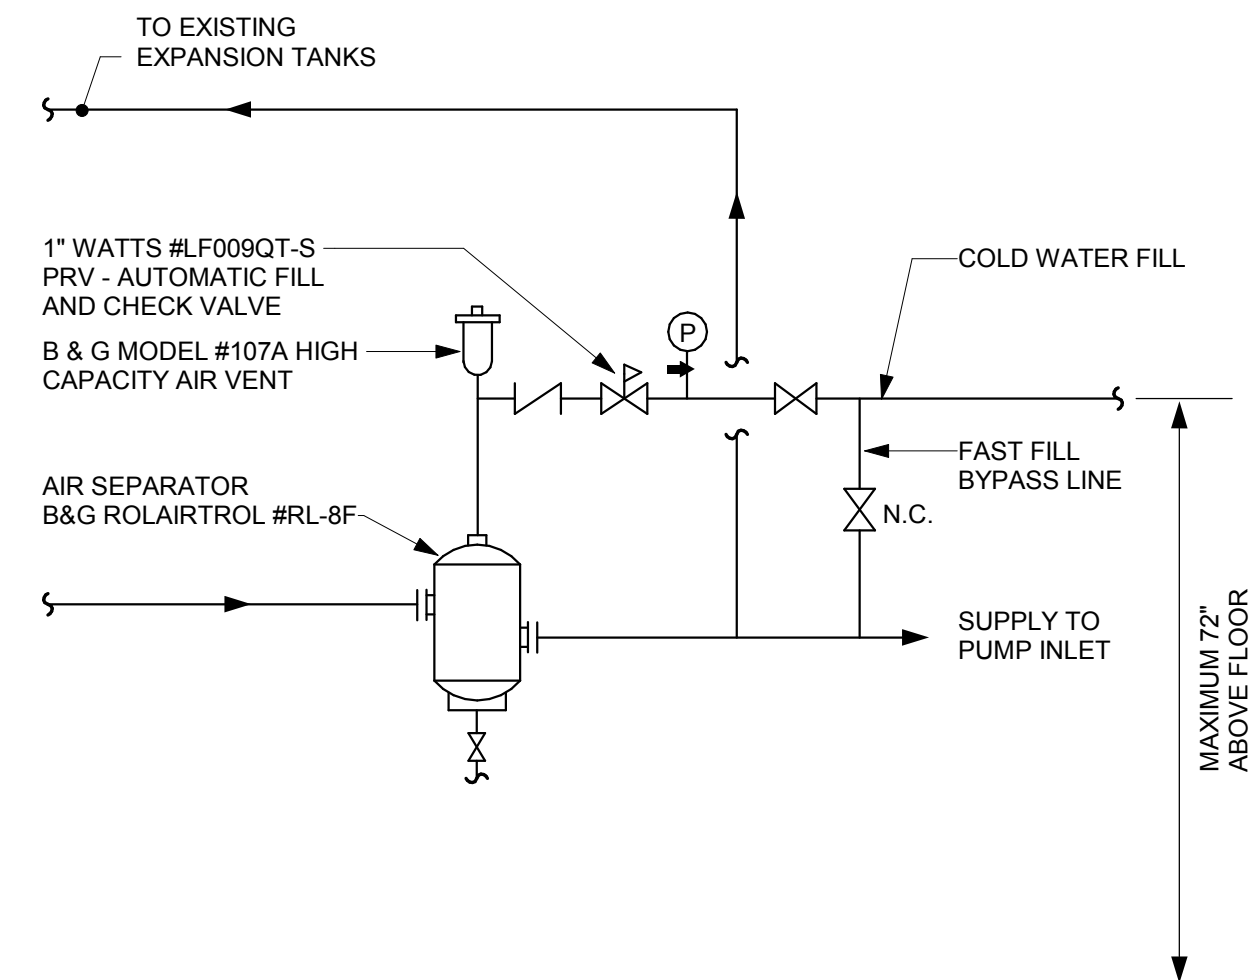 TO EXISTING
EXPANSION TANKS
1" WATTS #LF009QT-S
PRV - AUTOMATIC FILL
AND CHECK VALVE
COLD WATER FILL
P
B & G MODEL #107A HIGH
CAPACITY AIR VENT
FAST FILL
BYPASS LINE
AIR SEPARATOR
B&G ROLAIRTROL #RL-8F
N.C.
SUPPLY TO
PUMP INLET
MAXIMUM 72"
ABOVE FLOOR